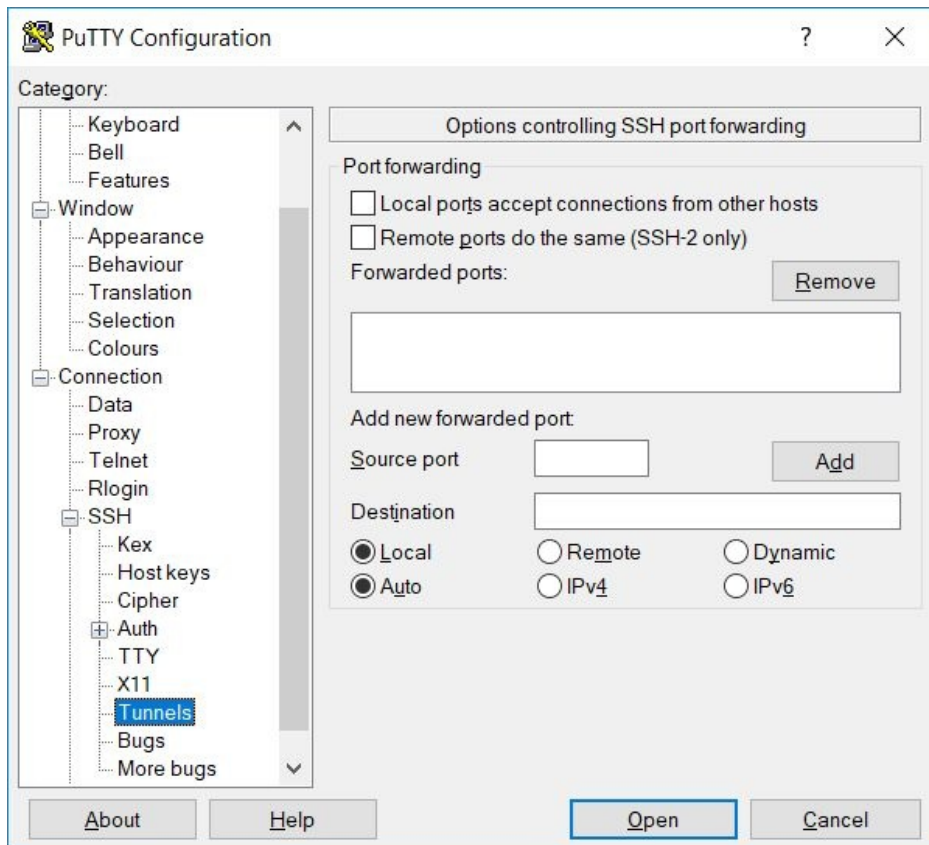 PuTTY Configuration
?
Category:
Keyboard
Bell
Features
Window
Appearance
Behaviour
Translation
Selection
Colours
Connection
Data
Proxy
Telnet
Rlogin
SSH
Kex
Host keys
Cipher
Auth
TTY
X11
Tunnels
Bugs
More bugs
Options controlling SSH port forwarding
Port forwarding
Local ports accept connections from other hosts
Remote ports do the same (SSH-2 only)
Forwarded ports:
Remove
Add new forwarded port:
Source port
Add
Destination
Local Remote Dynamic
Auto IPv4 IPv6
About Help Open Cancel